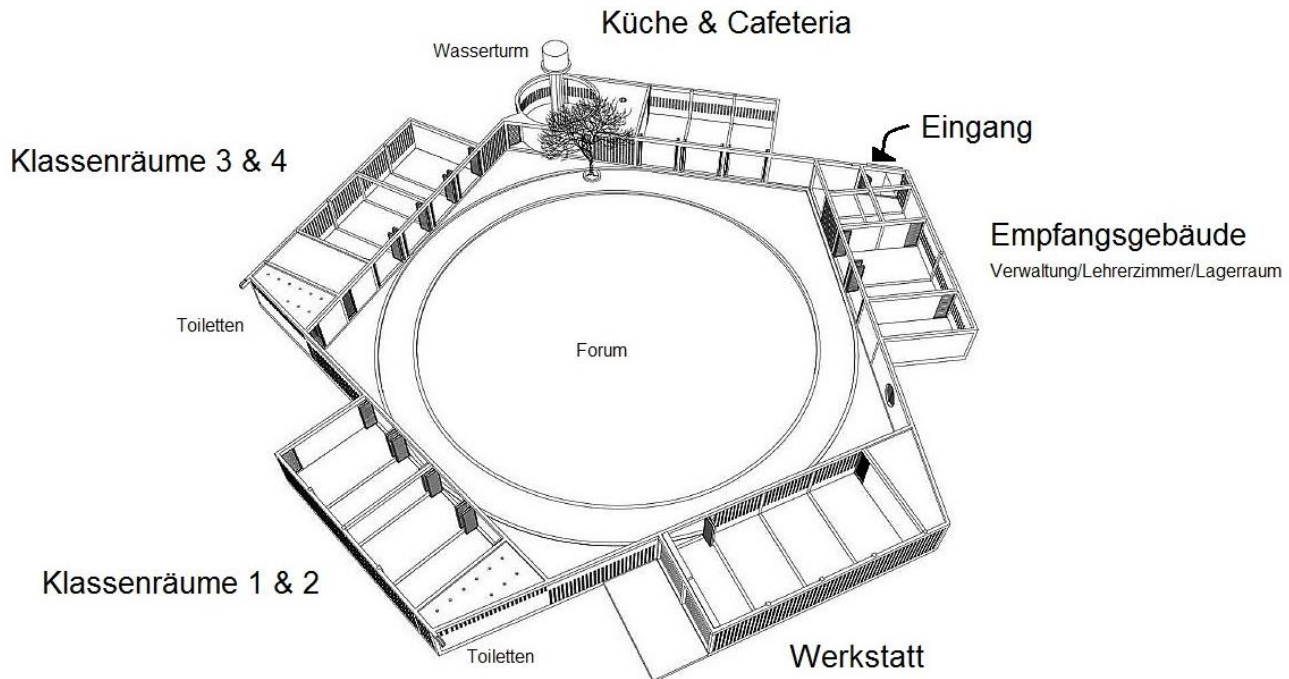 Küche & Cafeteria
Wasserturm
Eingang
Klassenräume 3 & 4
Empfangsgebäude
Verwaltung/Lehrerzimmer/Lagerraum
Toiletten
Forum
Klassenräume 1 & 2
Toiletten
Werkstatt